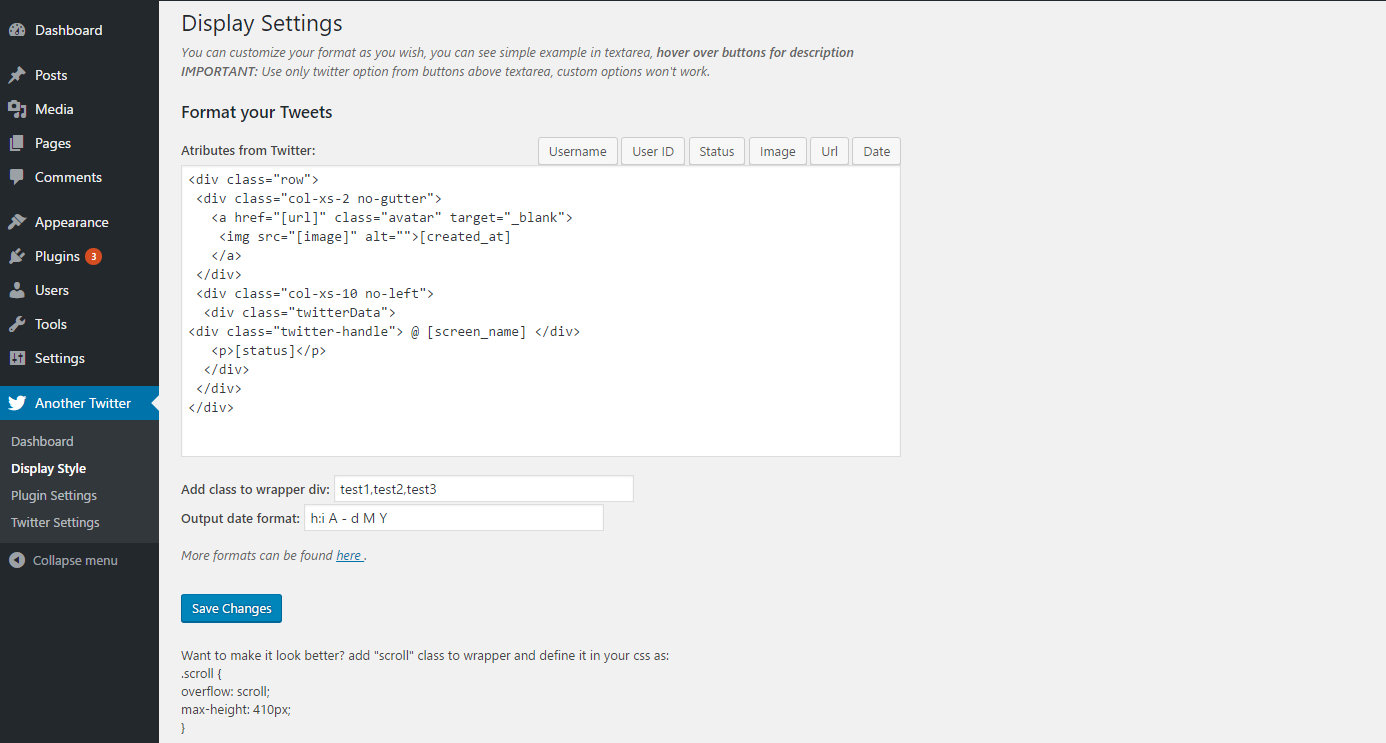 Dashboard
Posts
Media
Pages
Comments
Appearance
Plugins 3
Users
Tools
Settings
Another Twitter
Dashboard
Display Style
Plugin Settings
Twitter Settings
Collapse menu
Display Settings
You can customize your format as you wish, you can see simple example in textarea, hover over buttons for description
IMPORTANT: Use only twitter option from buttons above textarea, custom options won't work.
Format your Tweets
Atributes from Twitter: Username User ID Status Image Url Date
<div class="row">
 <div class="col-xs-2 no-gutter">
   <a href="[url]" class="avatar" target="_blank">
    <img src="[image]" alt="">[created_at]
   </a>
 </div>
 <div class="col-xs-10 no-left">
  <div class="twitterData">
<div class="twitter-handle"> @ [screen_name] </div>
   <p>[status]</p>
  </div>
 </div>
</div>
Add class to wrapper div: test1,test2,test3
Output date format: h:i A - d M Y
More formats can be found here .
Save Changes
Want to make it look better? add "scroll" class to wrapper and define it in your css as:
.scroll {
overflow: scroll;
max-height: 410px;
}